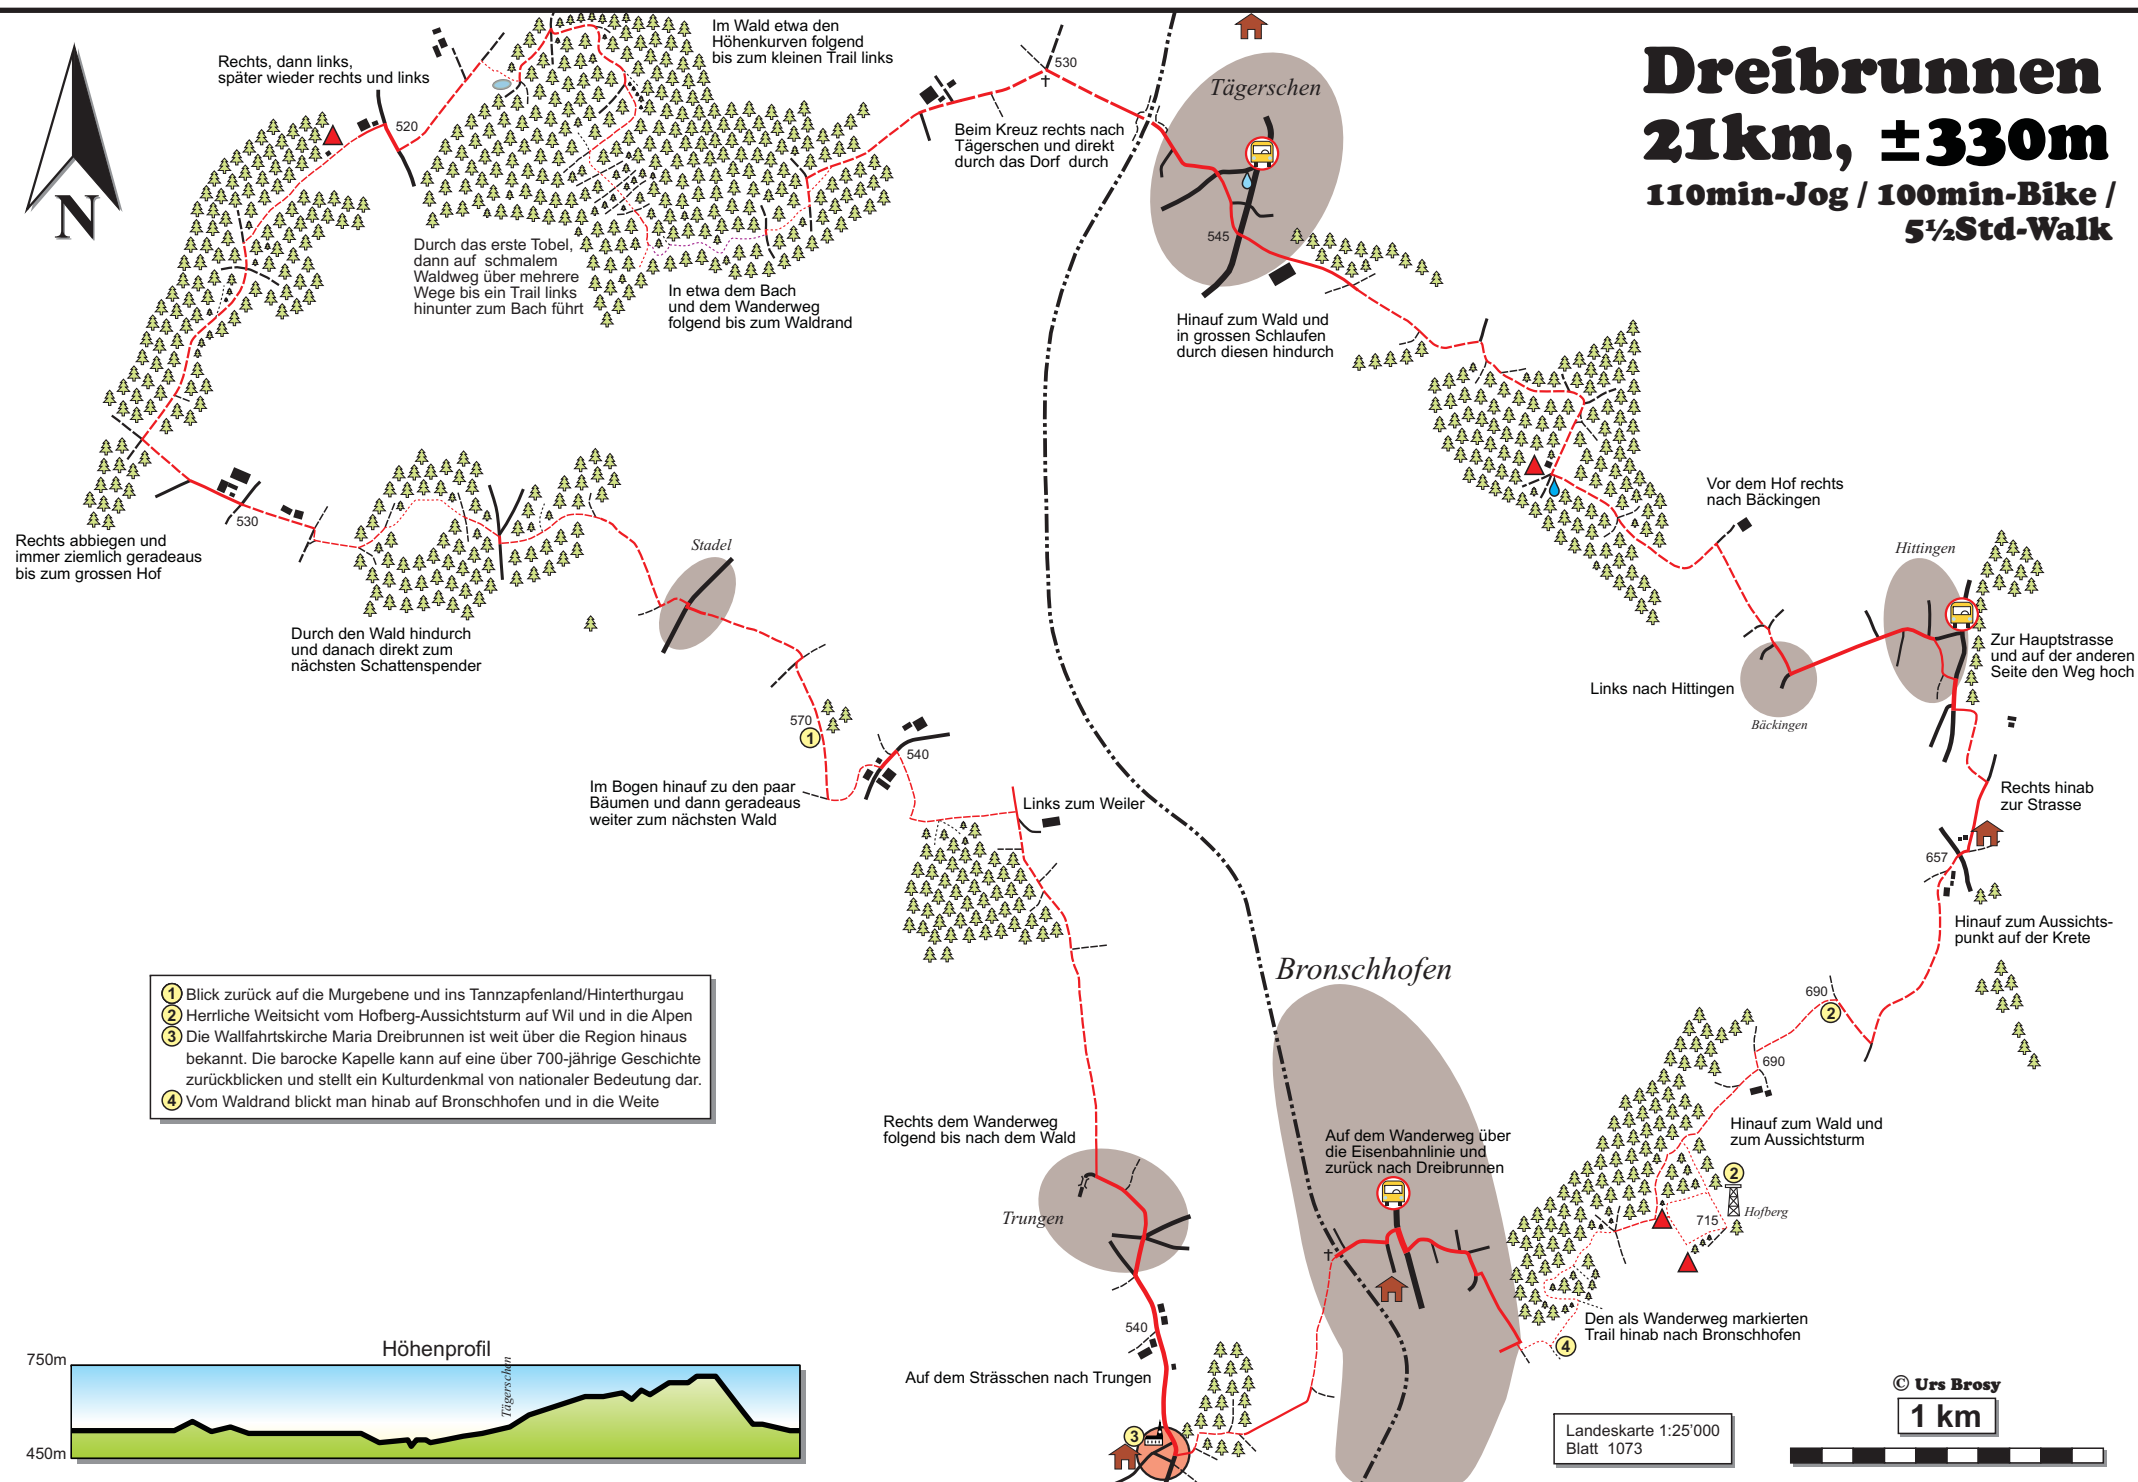 Dreibrunnen
21km, ±330m
110min-Jog / 100min-Bike /
5½Std-Walk
N
Rechts, dann links,
später wieder rechts und links
520
Im Wald etwa den
Höhenkurven folgend
bis zum kleinen Trail links
530
Beim Kreuz rechts nach
Tägerschen und direkt
durch das Dorf durch
Tägerschen
545
Durch das erste Tobel,
dann auf schmalem
Waldweg über mehrere
Wege bis ein Trail links
hinunter zum Bach führt
In etwa dem Bach
und dem Wanderweg
folgend bis zum Waldrand
Hinauf zum Wald und
in grossen Schlaufen
durch diesen hindurch
Vor dem Hof rechts
nach Bäckingen
530
Rechts abbiegen und
immer ziemlich geradeaus
bis zum grossen Hof
Stadel
Hittingen
Durch den Wald hindurch
und danach direkt zum
nächsten Schattenspender
Zur Hauptstrasse
und auf der anderen
Seite den Weg hoch
Links nach Hittingen
Bäckingen
570
1
540
Im Bogen hinauf zu den paar
Bäumen und dann geradeaus
weiter zum nächsten Wald
Links zum Weiler
Rechts hinab
zur Strasse
657
Hinauf zum Aussichts-
punkt auf der Krete
Bronschhofen
1 Blick zurück auf die Murgebene und ins Tannzapfenland/Hinterthurgau
2 Herrliche Weitsicht vom Hofberg-Aussichtsturm auf Wil und in die Alpen
3 Die Wallfahrtskirche Maria Dreibrunnen ist weit über die Region hinaus
bekannt. Die barocke Kapelle kann auf eine über 700-jährige Geschichte
zurückblicken und stellt ein Kulturdenkmal von nationaler Bedeutung dar.
4 Vom Waldrand blickt man hinab auf Bronschhofen und in die Weite
690
2
690
Rechts dem Wanderweg
folgend bis nach dem Wald
Auf dem Wanderweg über
die Eisenbahnlinie und
zurück nach Dreibrunnen
Hinauf zum Wald und
zum Aussichtsturm
2
Hofberg
715
Trungen
540
Den als Wanderweg markierten
Trail hinab nach Bronschhofen
4
Auf dem Strässchen nach Trungen
3
Höhenprofil
750m
Tägerschen
450m
© Urs Brosy
1 km
Landeskarte 1:25'000
Blatt 1073